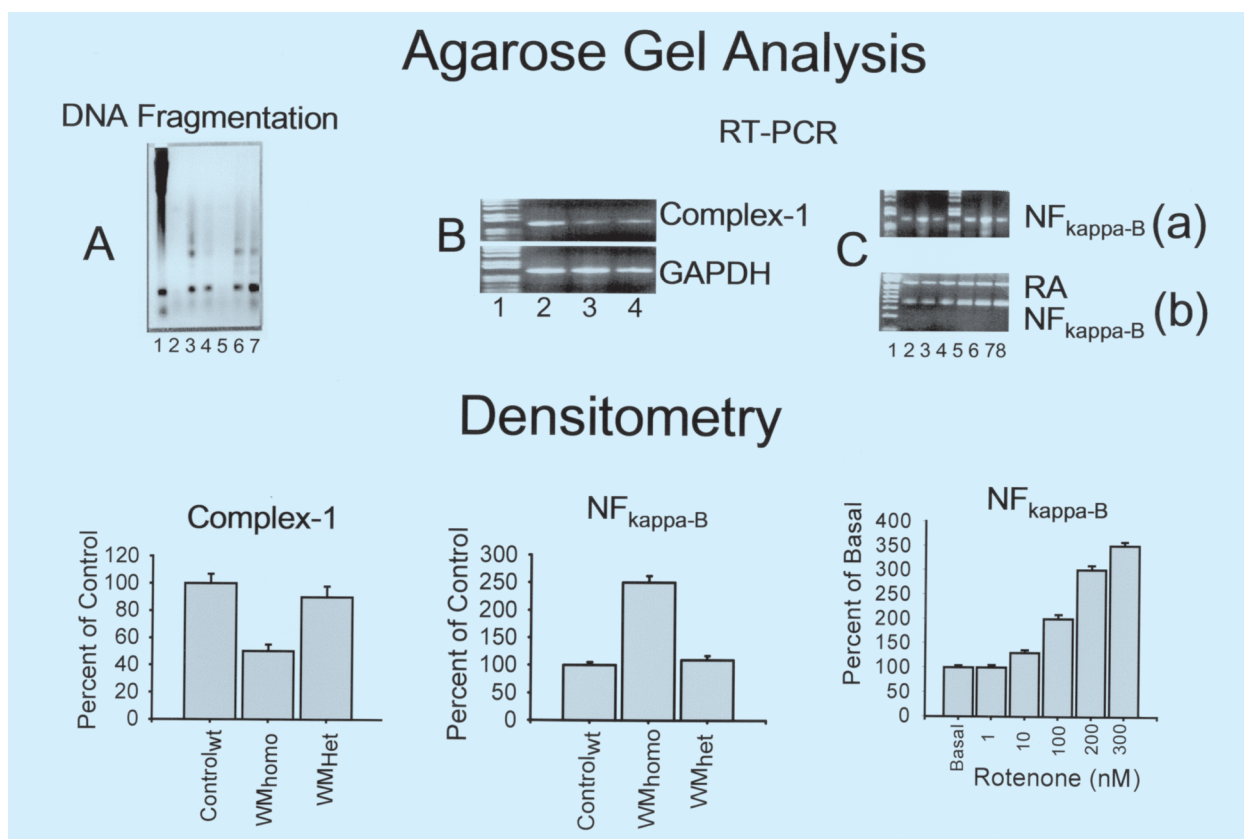 Agarose Gel Analysis
DNA Fragmentation
RT-PCR
A
1 2 3 4 5 6 7
B
Complex-1
GAPDH
1 2 3 4
C
NFkappa-B (a)
RA
NFkappa-B (b)
1 2 3 4 5 6 78
Densitometry
Complex-1
Percent of Control
120
100
80
60
40
20
0
Controlwt
WMhomo
WMHet
NFkappa-B
Percent of Control
300
250
200
150
100
50
0
Controlwt
WMhomo
WMhet
NFkappa-B
Percent of Basal
400
350
300
250
200
150
100
50
0
Basal
1
10
100
200
300
Rotenone (nM)